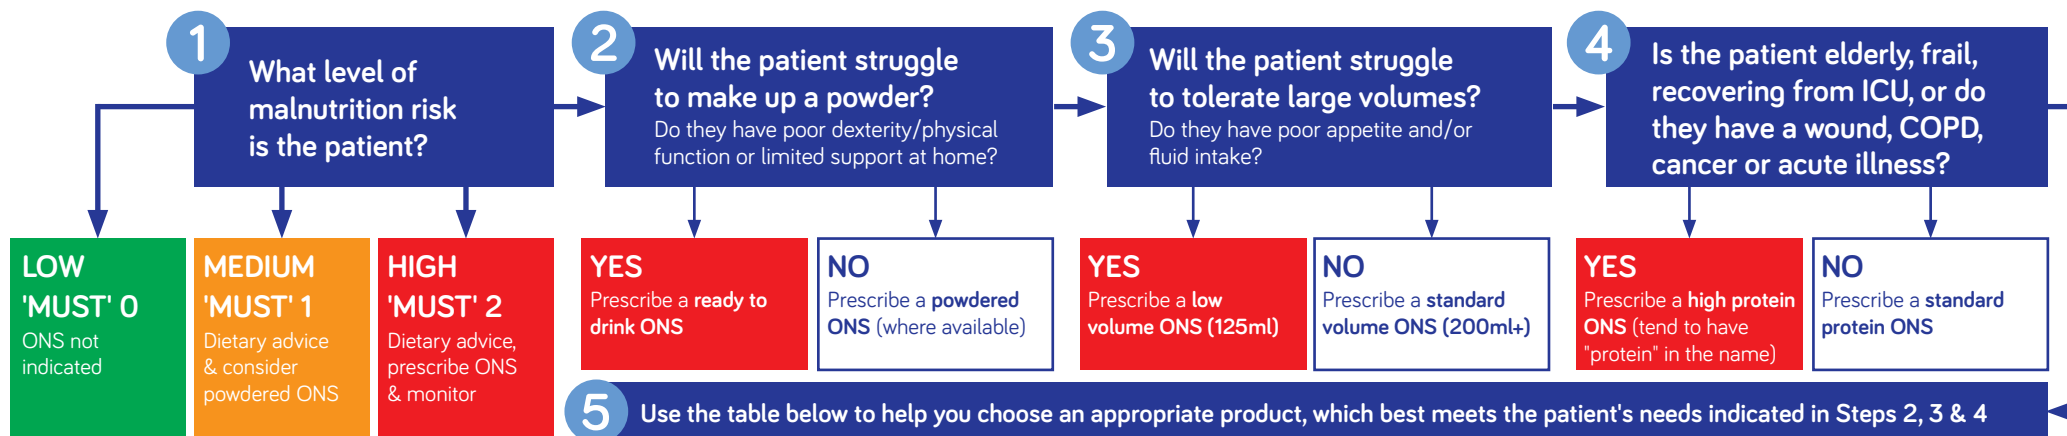 1
What level of
malnutrition risk
is the patient?
LOW
'MUST' 0
ONS not
indicated
MEDIUM
'MUST' 1
Dietary advice
& consider
powdered ONS
HIGH
'MUST' 2
Dietary advice,
prescribe ONS
& monitor
2
Will the patient struggle
to make up a powder?
Do they have poor dexterity/physical
function or limited support at home?
YES
Prescribe a ready to
drink ONS
NO
Prescribe a powdered
ONS (where available)
3
Will the patient struggle
to tolerate large volumes?
Do they have poor appetite and/or
fluid intake?
YES
Prescribe a low
volume ONS (125ml)
NO
Prescribe a standard
volume ONS (200ml+)
4
Is the patient elderly, frail,
recovering from ICU, or do
they have a wound, COPD,
cancer or acute illness?
YES
Prescribe a high protein
ONS (tend to have
"protein" in the name)
NO
Prescribe a standard
protein ONS
5
Use the table below to help you choose an appropriate product, which best meets the patient's needs indicated in Steps 2, 3 & 4